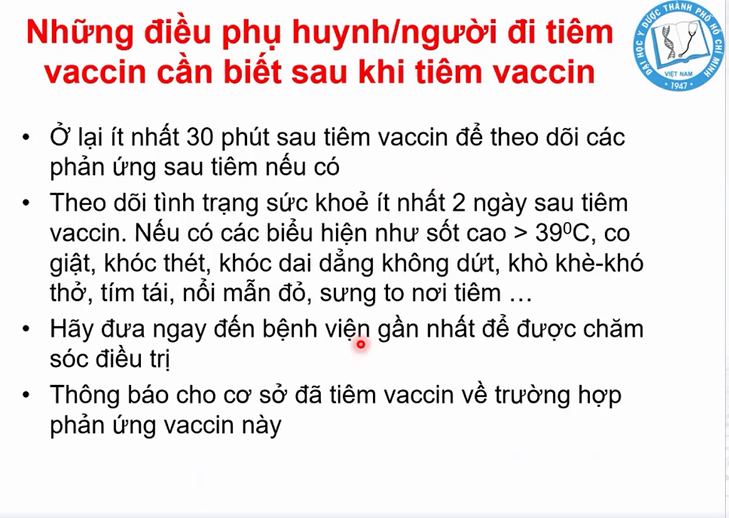 Những điều phụ huynh/người đi tiêm
vaccin cần biết sau khi tiêm vaccin
ĐẠI HỌC Y DƯỢC THÀNH PHỐ HỒ CHÍ MINH
VIỆT NAM
1947
• Ở lại ít nhất 30 phút sau tiêm vaccin để theo dõi các
phản ứng sau tiêm nếu có
• Theo dõi tình trạng sức khoẻ ít nhất 2 ngày sau tiêm
vaccin. Nếu có các biểu hiện như sốt cao > 39⁰C, co
giật, khóc thét, khóc dai dẳng không dứt, khò khè-khó
thở, tím tái, nổi mẫn đỏ, sưng to nơi tiêm ...
• Hãy đưa ngay đến bệnh viện gần nhất để được chăm
sóc điều trị
• Thông báo cho cơ sở đã tiêm vaccin về trường hợp
phản ứng vaccin này